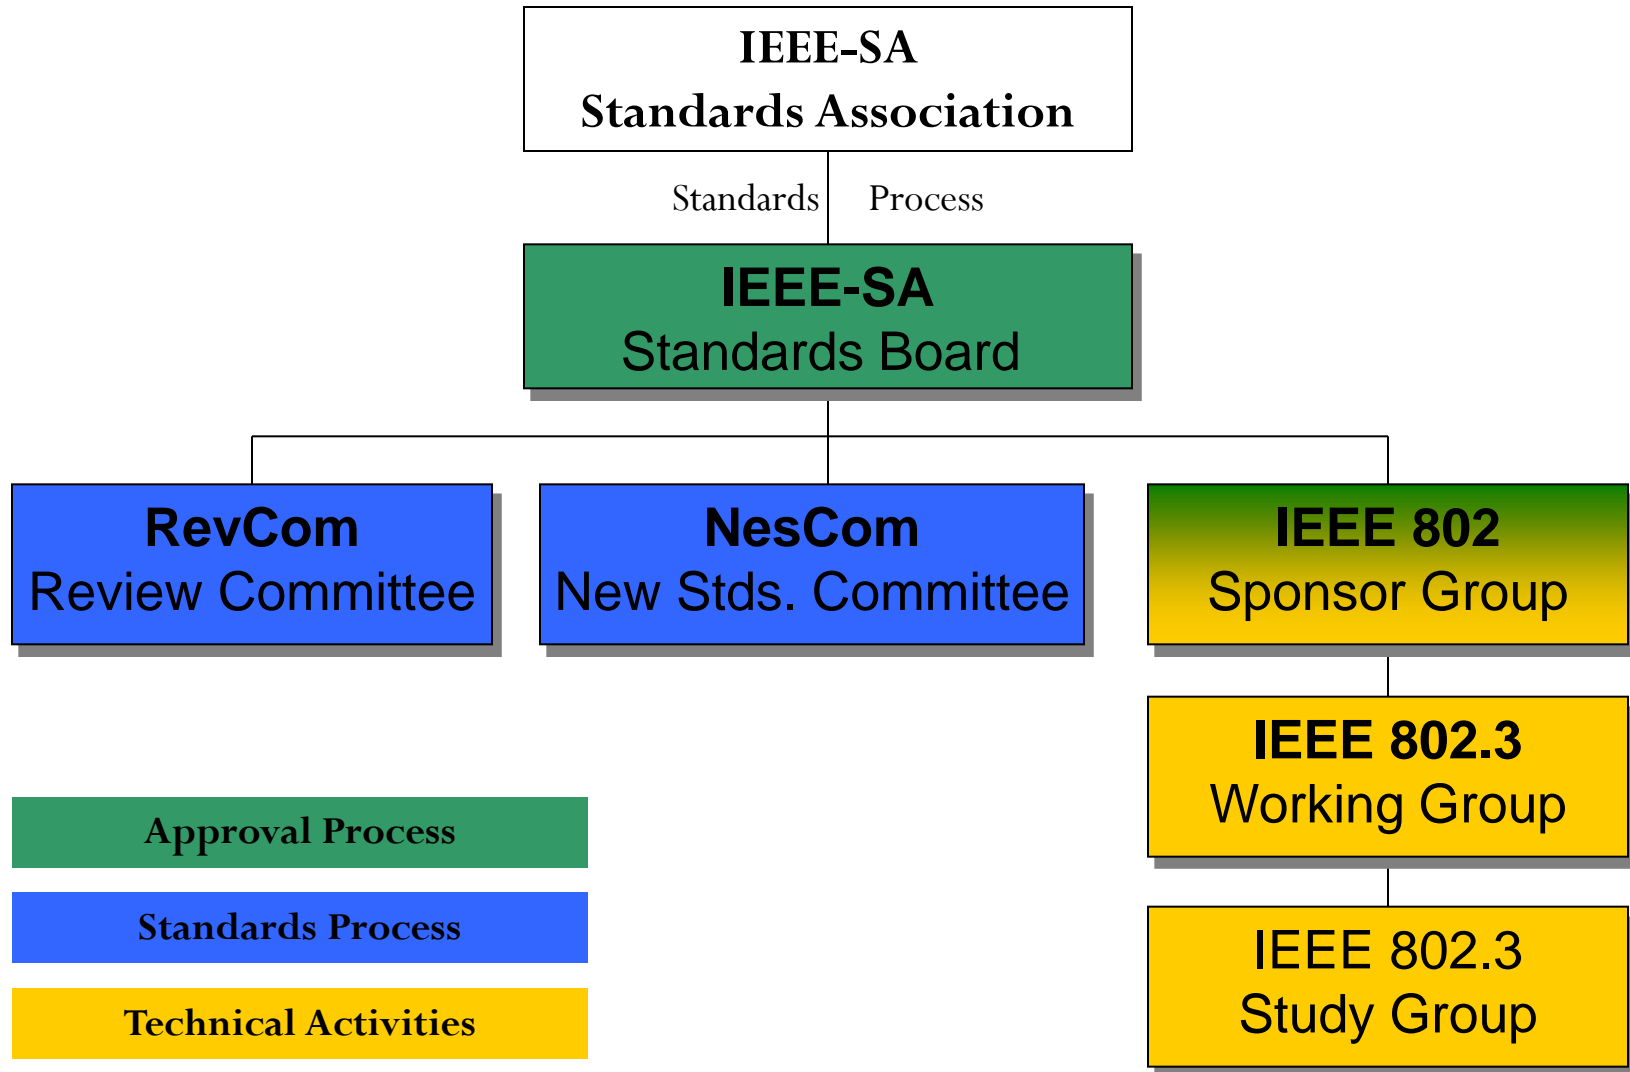 IEEE-SA
Standards Association
Standards Process
IEEE-SA
Standards Board
RevCom
Review Committee
NesCom
New Stds. Committee
IEEE 802
Sponsor Group
IEEE 802.3
Working Group
IEEE 802.3
Study Group
Approval Process
Standards Process
Technical Activities